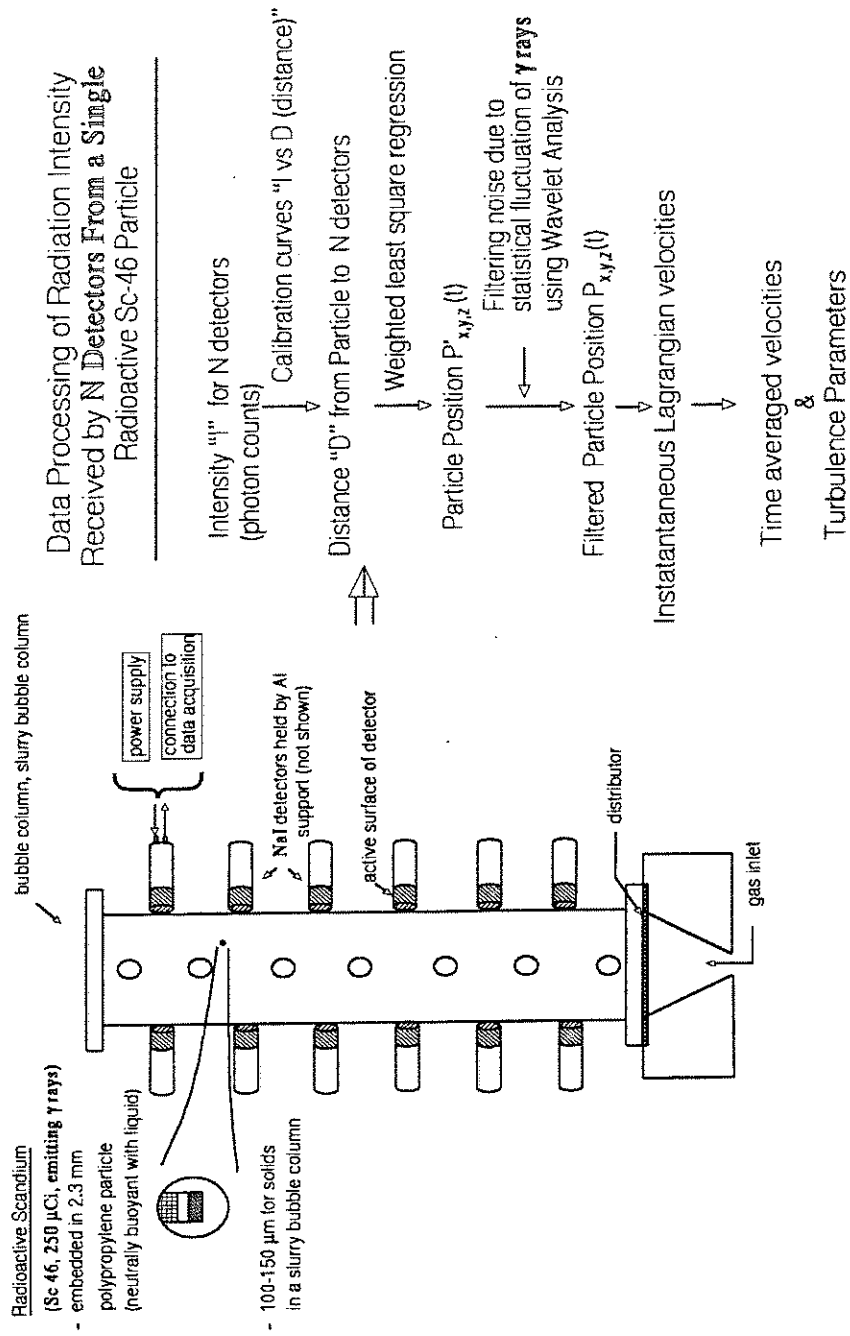 Radioactive Scandium
(Sc 46, 250 μCi, emitting γ rays)
- embedded in 2.3 mm
polypropylene particle
(neutrally buoyant with liquid)
- 100-150 μm for solids
in a slurry bubble column
bubble column, slurry bubble column
power supply
connection to
data acquisition
NaI detectors held by Al
support (not shown)
active surface of detector
distributor
gas inlet
Data Processing of Radiation Intensity
Received by N Detectors From a Single
Radioactive Sc-46 Particle
Intensity "I" for N detectors
(photon counts)
Calibration curves "I vs D (distance)"
Distance "D" from Particle to N detectors
Weighted least square regression
Particle Position P'x,y,z (t)
Filtering noise due to
statistical fluctuation of γ rays
using Wavelet Analysis
Filtered Particle Position Px,y,z(t)
Instatantaneous Lagrangian velocities
Time averaged velocities
&
Turbulence Parameters